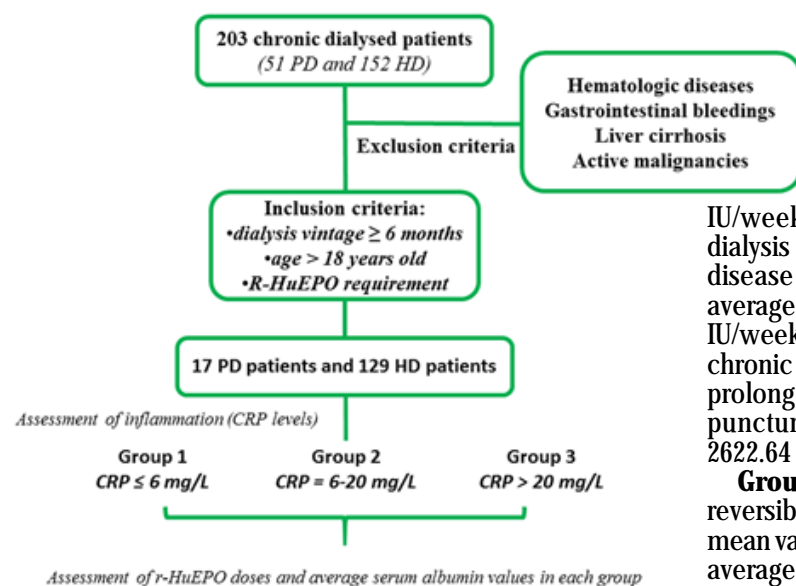 203 chronic dialysed patients
(51 PD and 152 HD)
Hematologic diseases
Gastrointestinal bleedings
Liver cirrhosis
Active malignancies
Exclusion criteria
Inclusion criteria:
•dialysis vintage ≥ 6 months
•age > 18 years old
•R-HuEPO requirement
17 PD patients and 129 HD patients
Assessment of inflammation (CRP levels)
Group 1
CRP ≤ 6 mg/L
Group 2
CRP = 6-20 mg/L
Group 3
CRP > 20 mg/L
Assessment of r-HuEPO doses and average serum albumin values in each group
IU/week
dialysis
disease
average
IU/week
chronic
prolong
punctur
2622.64
Grou
reversib
mean va
average